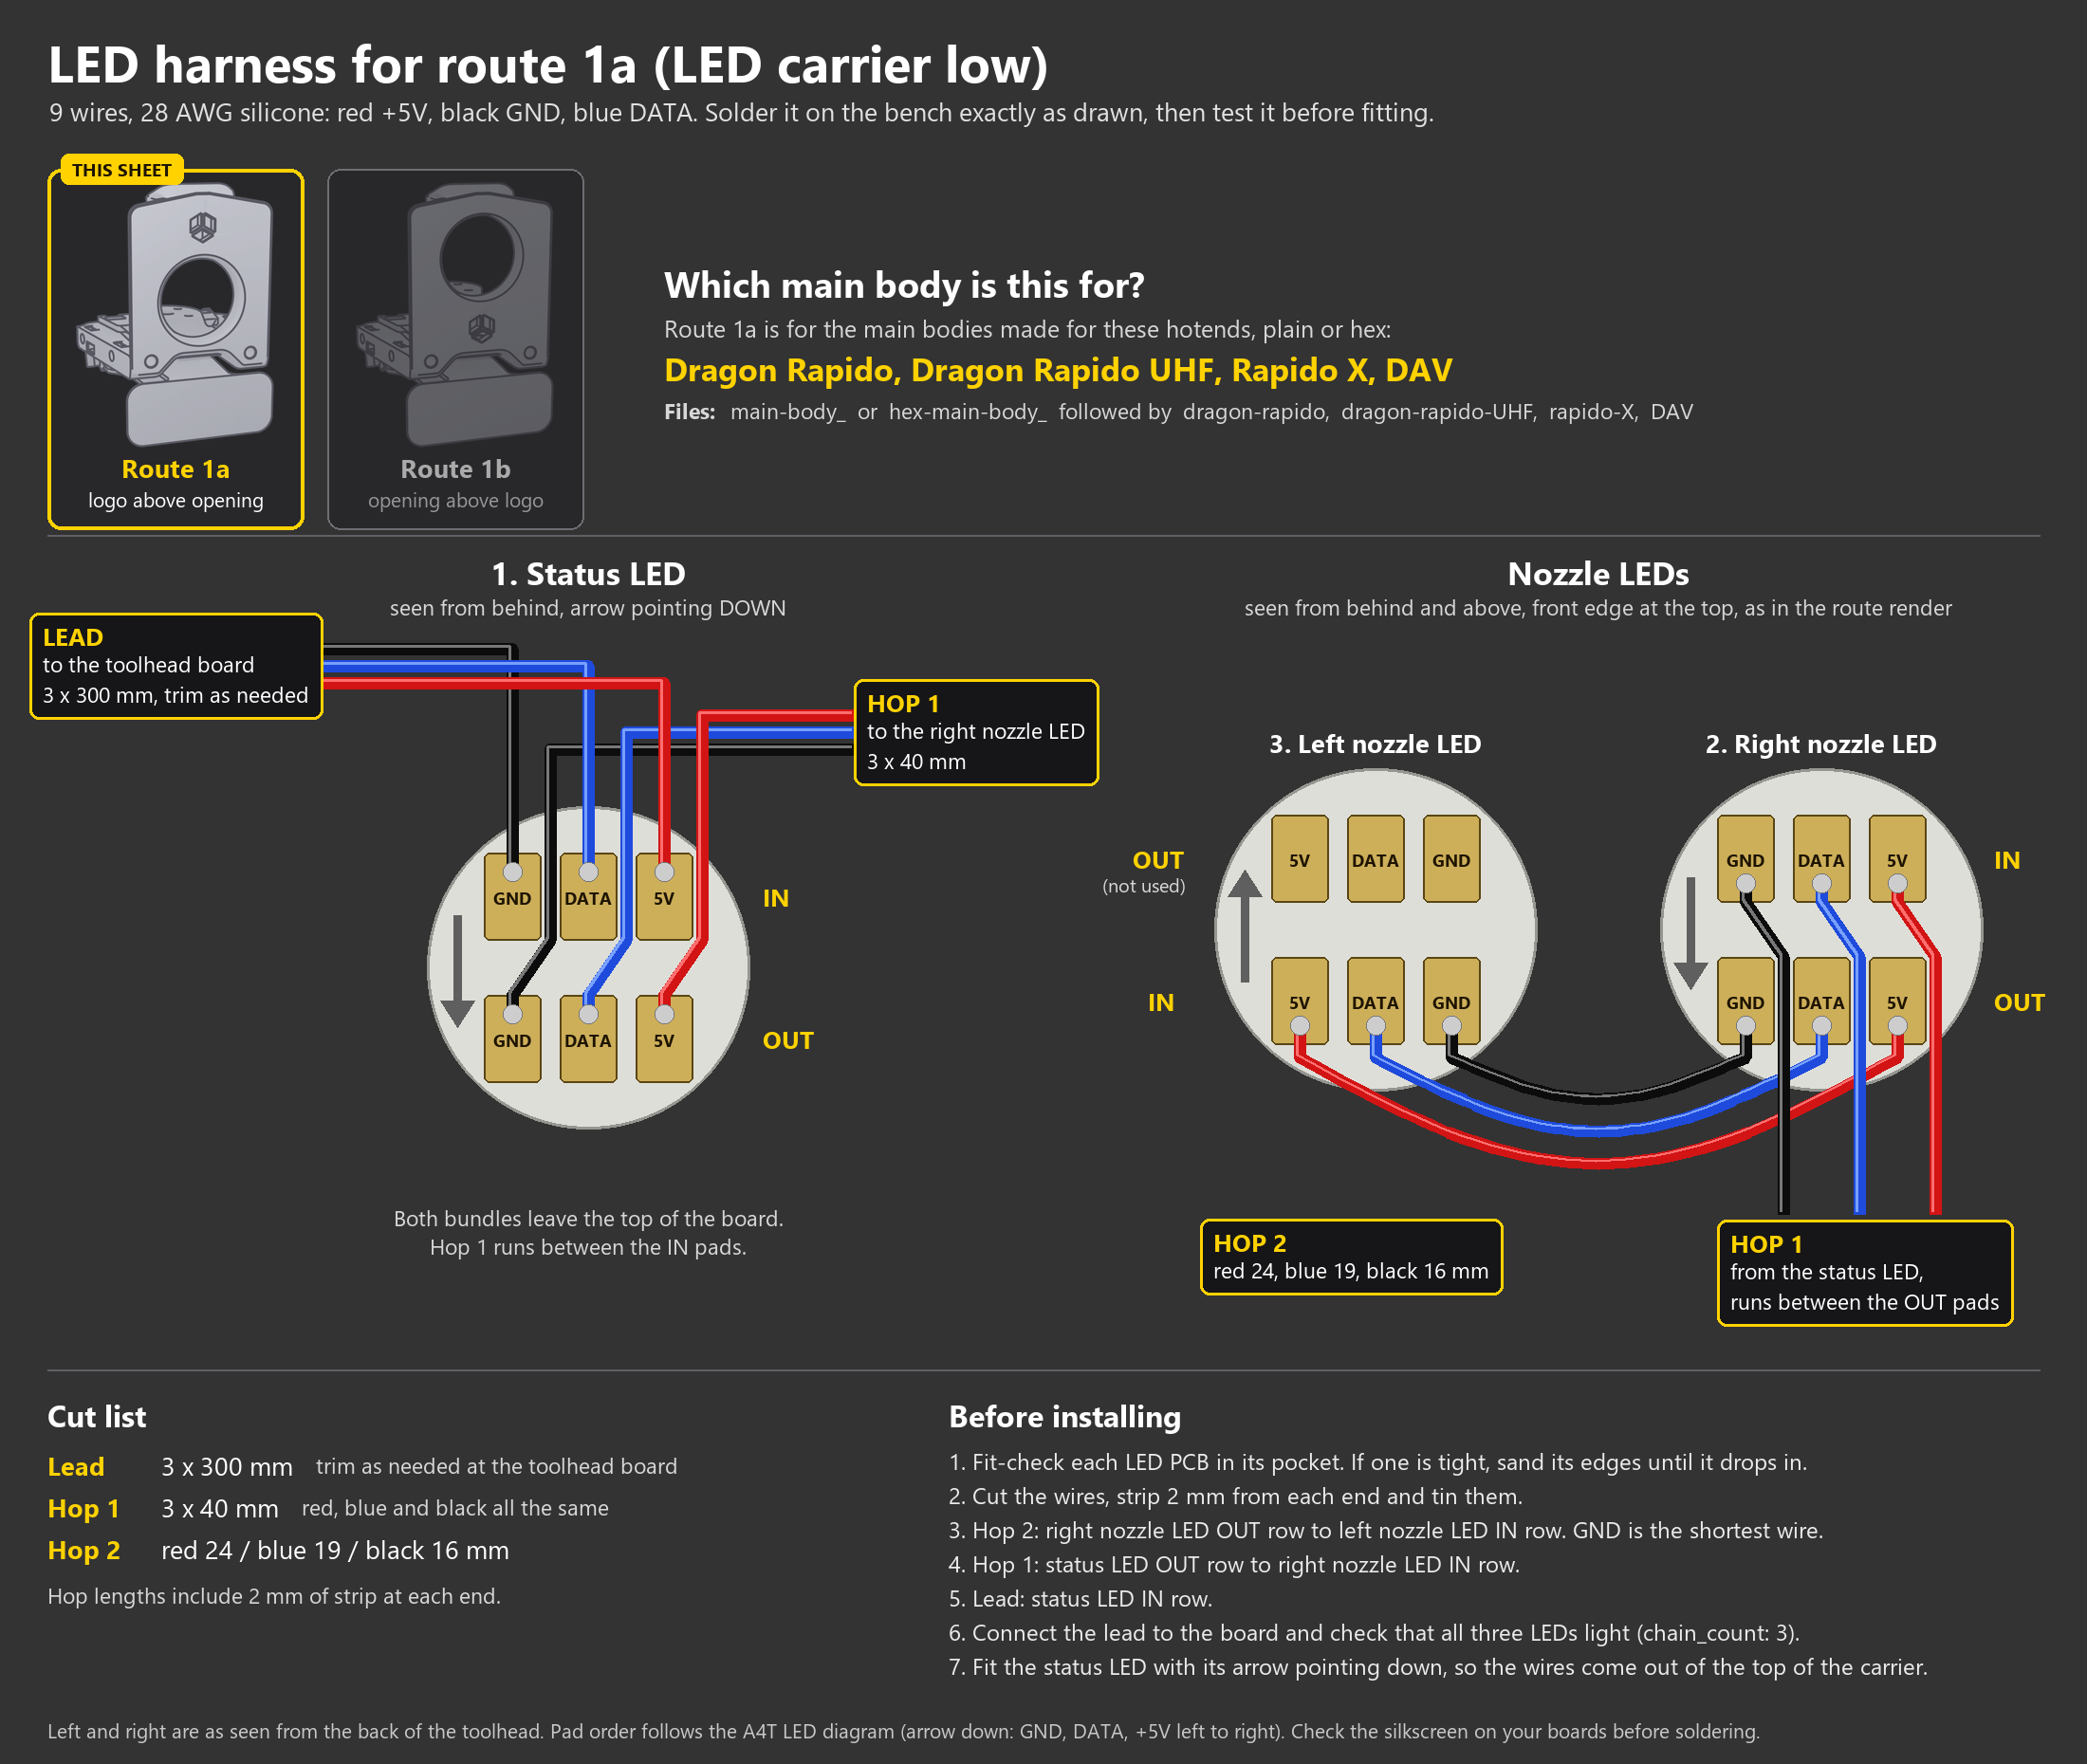 LED harness for route 1a (LED carrier low)
9 wires, 28 AWG silicone: red +5V, black GND, blue DATA. Solder it on the bench exactly as drawn, then test it before fitting.
THIS SHEET
Route 1a
logo above opening
Route 1b
opening above logo
Which main body is this for?
Route 1a is for the main bodies made for these hotends, plain or hex:
Dragon Rapido, Dragon Rapido UHF, Rapido X, DAV
Files: main-body_ or hex-main-body_ followed by dragon-rapido, dragon-rapido-UHF, rapido-X, DAV
1. Status LED
seen from behind, arrow pointing DOWN
LEAD
to the toolhead board
3 x 300 mm, trim as needed
HOP 1
to the right nozzle LED
3 x 40 mm
GND DATA 5V IN
GND DATA 5V OUT
Both bundles leave the top of the board.
Hop 1 runs between the IN pads.
Nozzle LEDs
seen from behind and above, front edge at the top, as in the route render
3. Left nozzle LED
OUT 5V DATA GND
(not used)
IN 5V DATA GND
2. Right nozzle LED
GND DATA 5V IN
GND DATA 5V OUT
HOP 2
red 24, blue 19, black 16 mm
HOP 1
from the status LED,
runs between the OUT pads
Cut list
Lead 3 x 300 mm trim as needed at the toolhead board
Hop 1 3 x 40 mm red, blue and black all the same
Hop 2 red 24 / blue 19 / black 16 mm
Hop lengths include 2 mm of strip at each end.
Before installing
1. Fit-check each LED PCB in its pocket. If one is tight, sand its edges until it drops in.
2. Cut the wires, strip 2 mm from each end and tin them.
3. Hop 2: right nozzle LED OUT row to left nozzle LED IN row. GND is the shortest wire.
4. Hop 1: status LED OUT row to right nozzle LED IN row.
5. Lead: status LED IN row.
6. Connect the lead to the board and check that all three LEDs light (chain_count: 3).
7. Fit the status LED with its arrow pointing down, so the wires come out of the top of the carrier.
Left and right are as seen from the back of the toolhead. Pad order follows the A4T LED diagram (arrow down: GND, DATA, +5V left to right). Check the silkscreen on your boards before soldering.